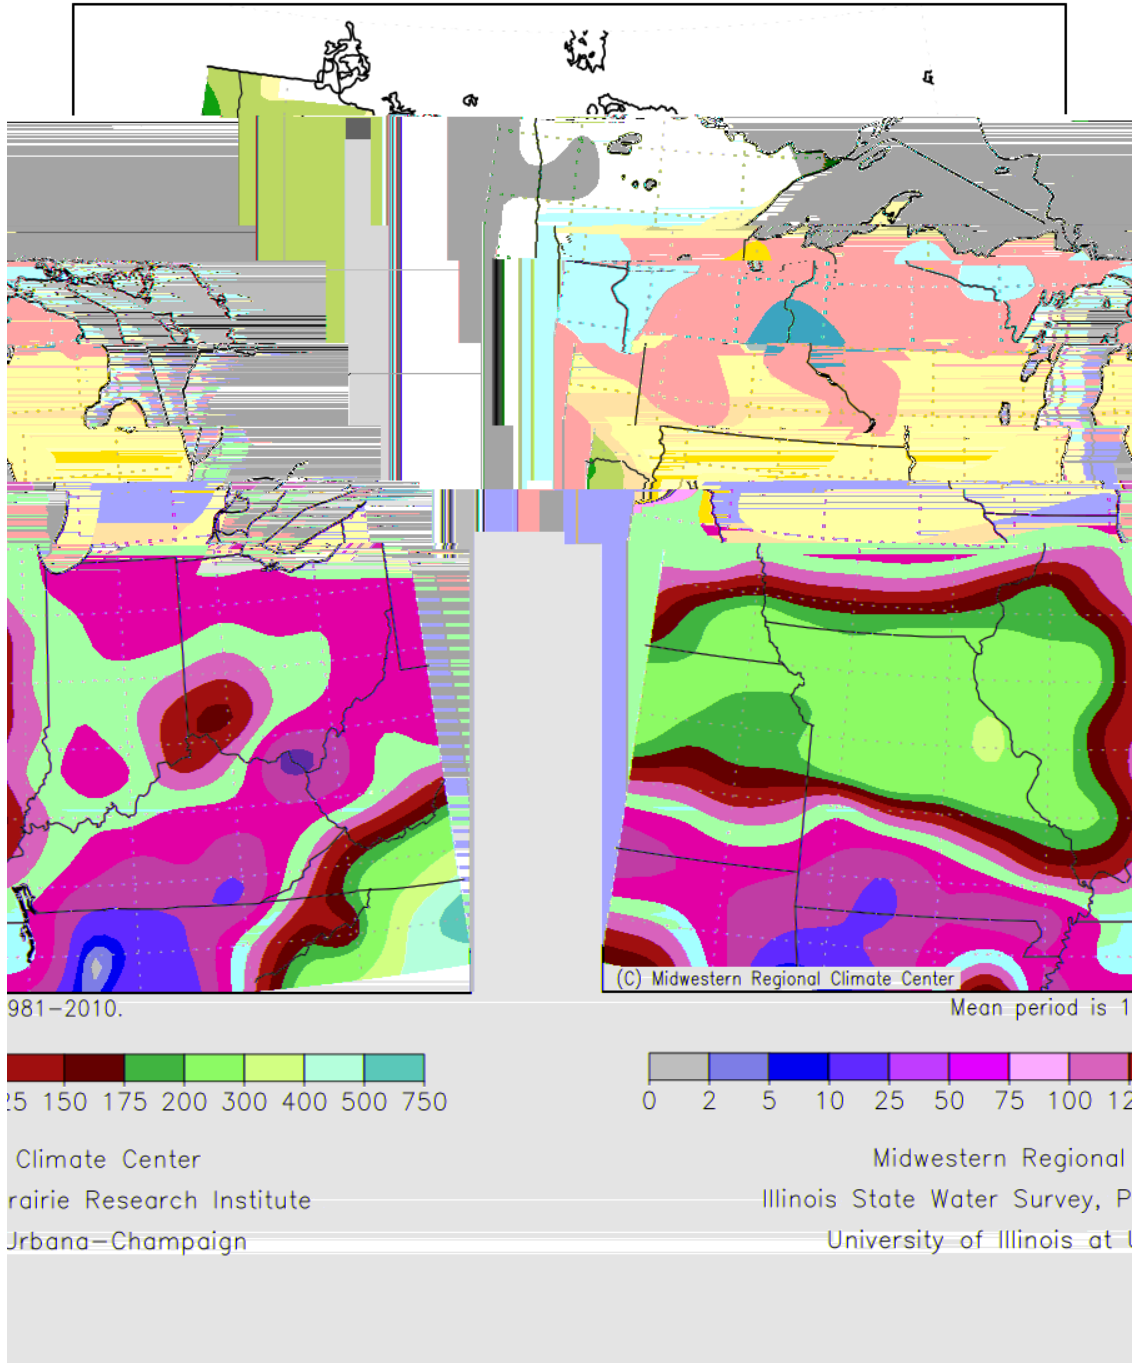 (C) Midwestern Regional Climate Center
981-2010.
Mean period is 1
25 150 175 200 300 400 500 750
0 2 5 10 25 50 75 100 12
Climate Center
Midwestern Regional
rairie Research Institute
Illinois State Water Survey, P
Urbana-Champaign
University of Illinois at U